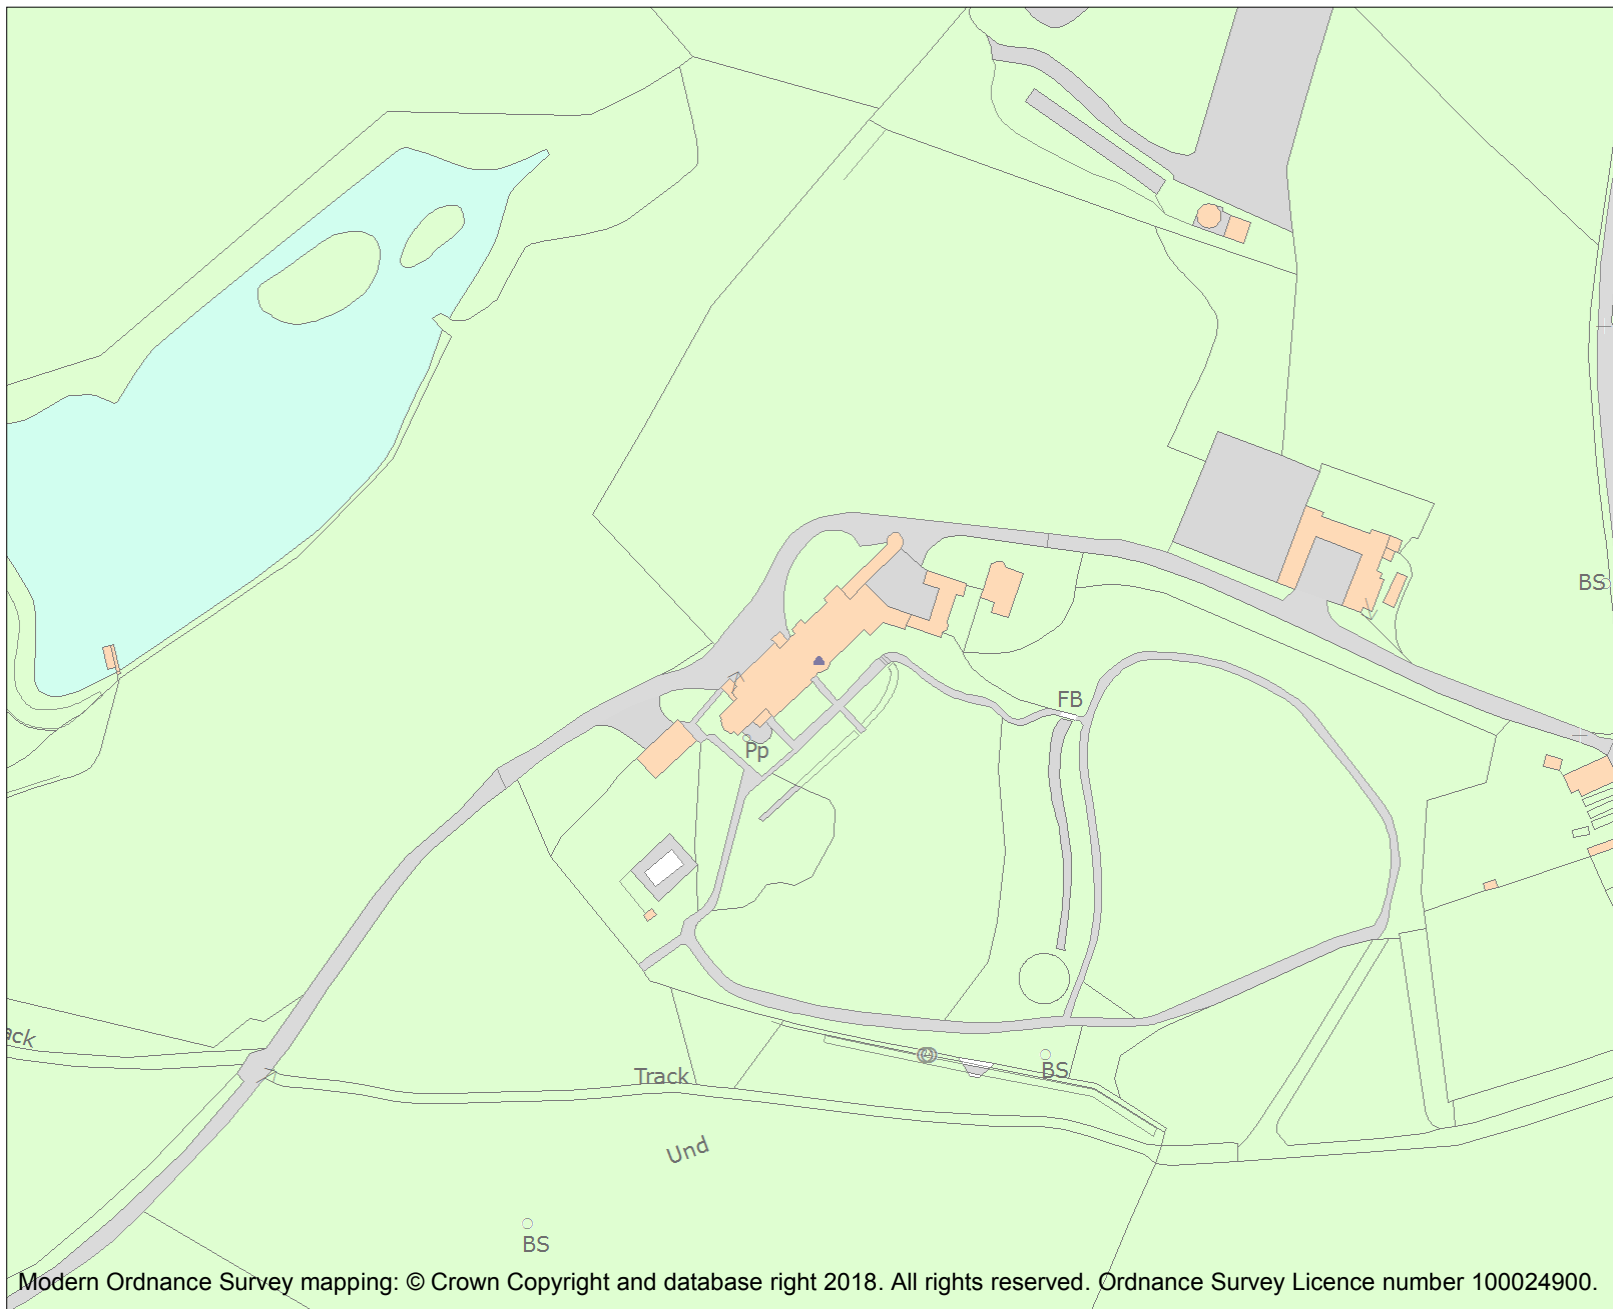 BS
FB
Pp
ack
BS
Track
Und
BS
Modern Ordnance Survey mapping: © Crown Copyright and database right 2018. All rights reserved. Ordnance Survey Licence number 100024900.